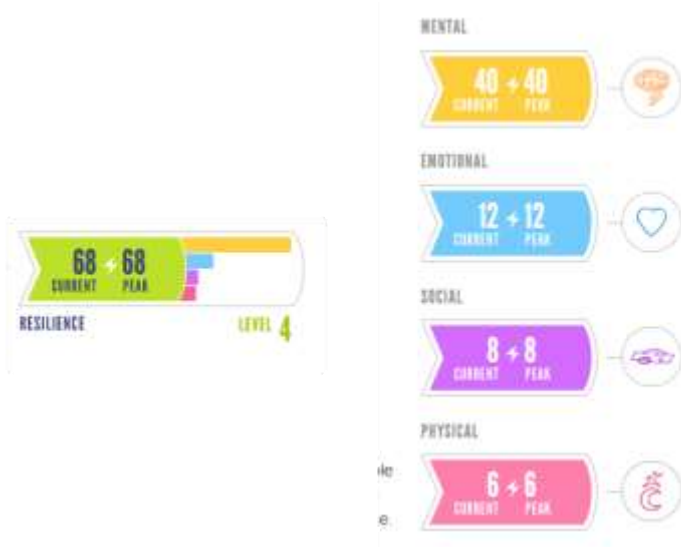 68 68
CURRENT PEAK
RESILIENCE LEVEL 4
MENTAL
40 40
CURRENT PEAK
EMOTIONAL
12 12
CURRENT PEAK
SOCIAL
8 8
CURRENT PEAK
PHYSICAL
6 6
CURRENT PEAK
e.